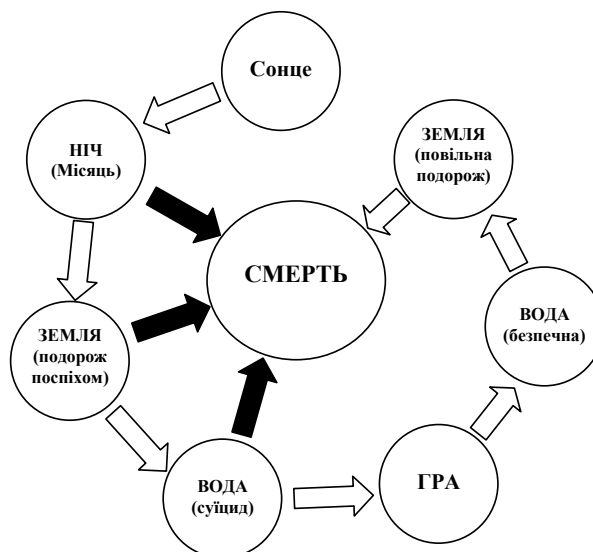 Сонце
НІЧ
(Місяць)
ЗЕМЛЯ
(повільна
подорож)
СМЕРТЬ
ЗЕМЛЯ
(подорож
поспіхом)
ВОДА
(безпечна)
ВОДА
(суїцид)
ГРА